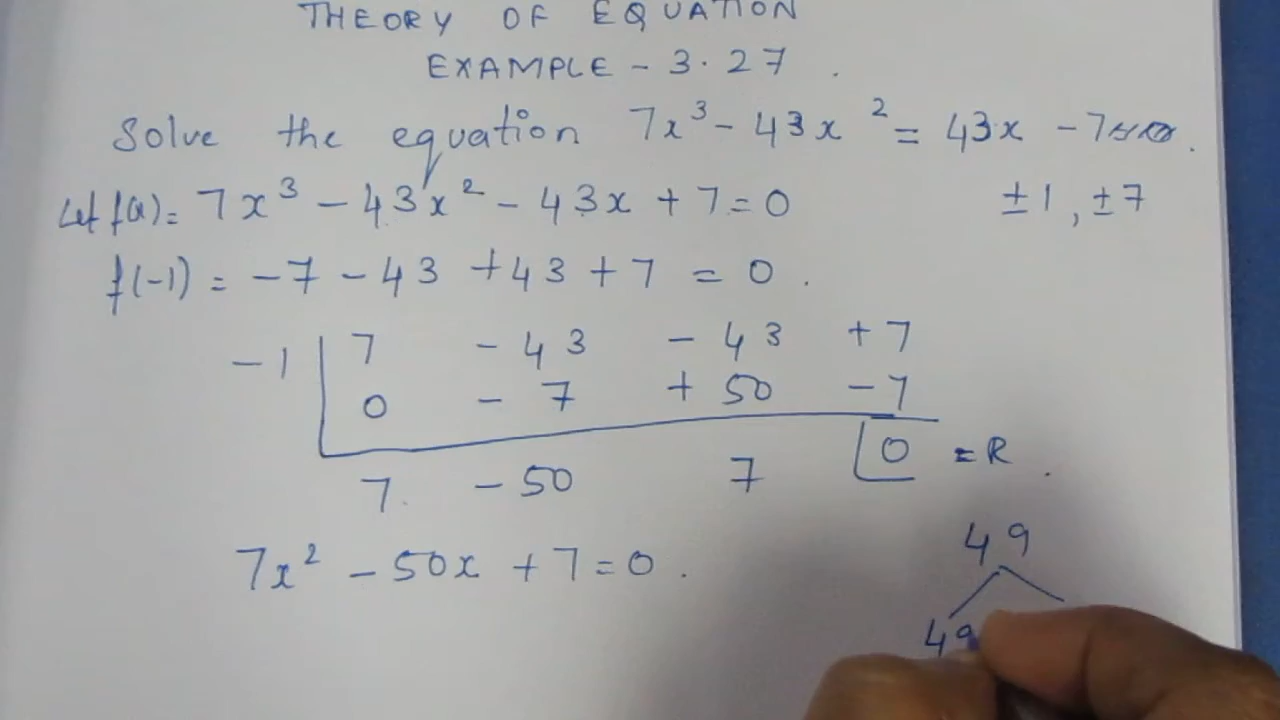 THEORY OF EQUATION
EXAMPLE - 3.27 .
Solve the equation 7x³ - 43x² = 43x - 7 .
Let f(x) = 7x³ - 43x² - 43x + 7 = 0 ±1, ±7
f(-1) = -7 - 43 + 43 + 7 = 0 .
-1 | 7 - 43 - 43 + 7
0 - 7 + 50 - 7
7 - 50 7 0 = R .
49
7x² - 50x + 7 = 0 .
49